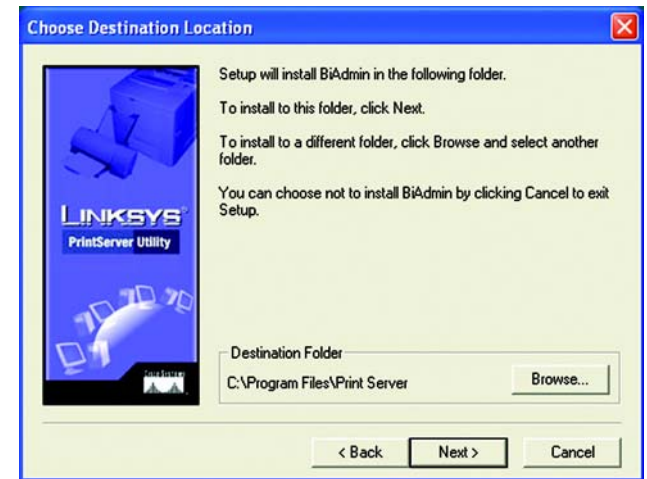 Choose Destination Location
Setup will install BiAdmin in the following folder.
To install to this folder, click Next.
To install to a different folder, click Browse and select another
folder.
You can choose not to install BiAdmin by clicking Cancel to exit
Setup.
LINKSYS®
PrintServer Utility
Cisco Systems
Destination Folder
C:\Program Files\Print Server
Browse...
< Back
Next >
Cancel